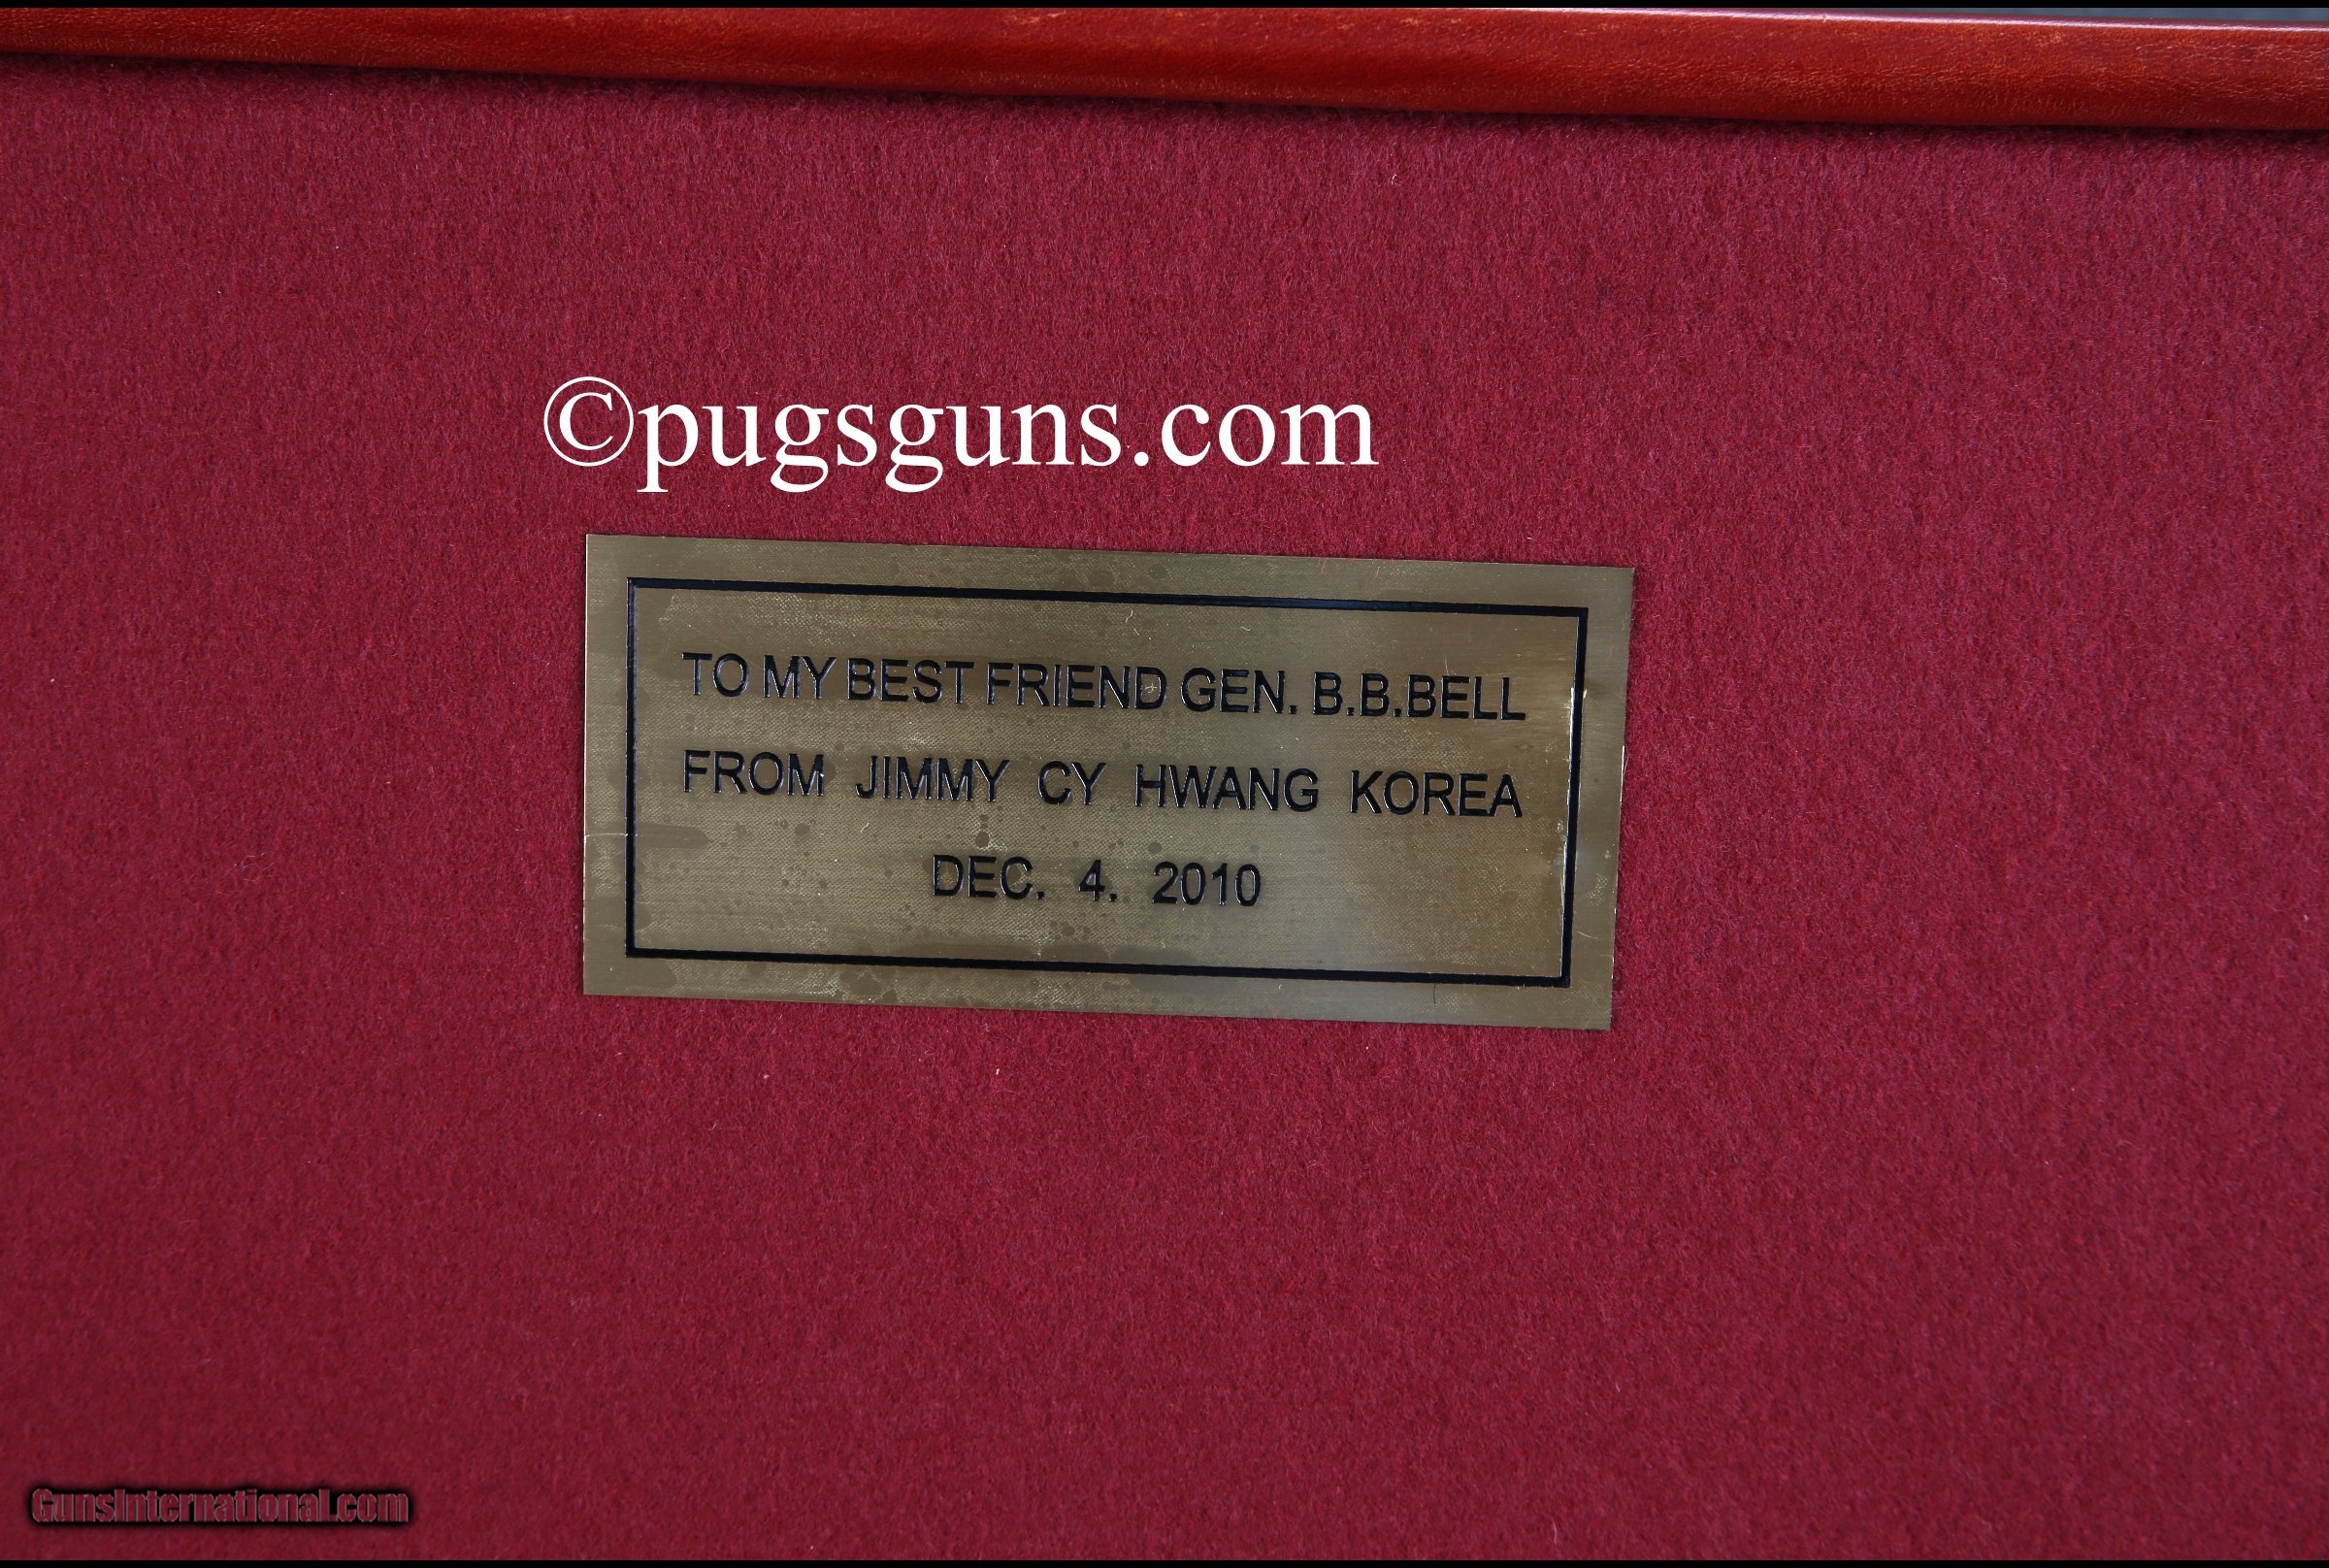 ©pugsguns.com
TO MY BEST FRIEND GEN. B.B.BELL
FROM JIMMY CY HWANG KOREA
DEC. 4. 2010
GunsInternational.com